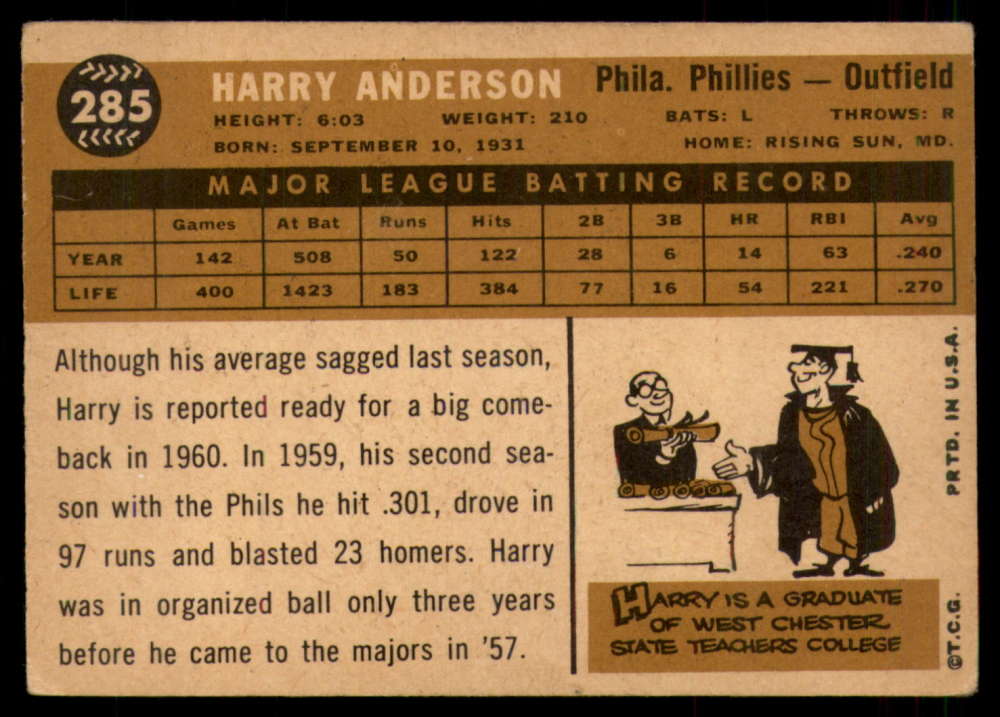 285
HARRY ANDERSON Phila. Phillies — Outfield
HEIGHT: 6:03 WEIGHT: 210 BATS: L THROWS: R
BORN: SEPTEMBER 10, 1931 HOME: RISING SUN, MD.
MAJOR LEAGUE BATTING RECORD
Games At Bat Runs Hits 2B 3B HR RBI Avg
YEAR 142 508 50 122 28 6 14 63 .240
LIFE 400 1423 183 384 77 16 54 221 .270
Although his average sagged last season,
Harry is reported ready for a big come-
back in 1960. In 1959, his second sea-
son with the Phils he hit .301, drove in
97 runs and blasted 23 homers. Harry
was in organized ball only three years
before he came to the majors in '57.
HARRY IS A GRADUATE
OF WEST CHESTER
STATE TEACHERS COLLEGE
©T.C.G. PRTD. IN U.S.A.